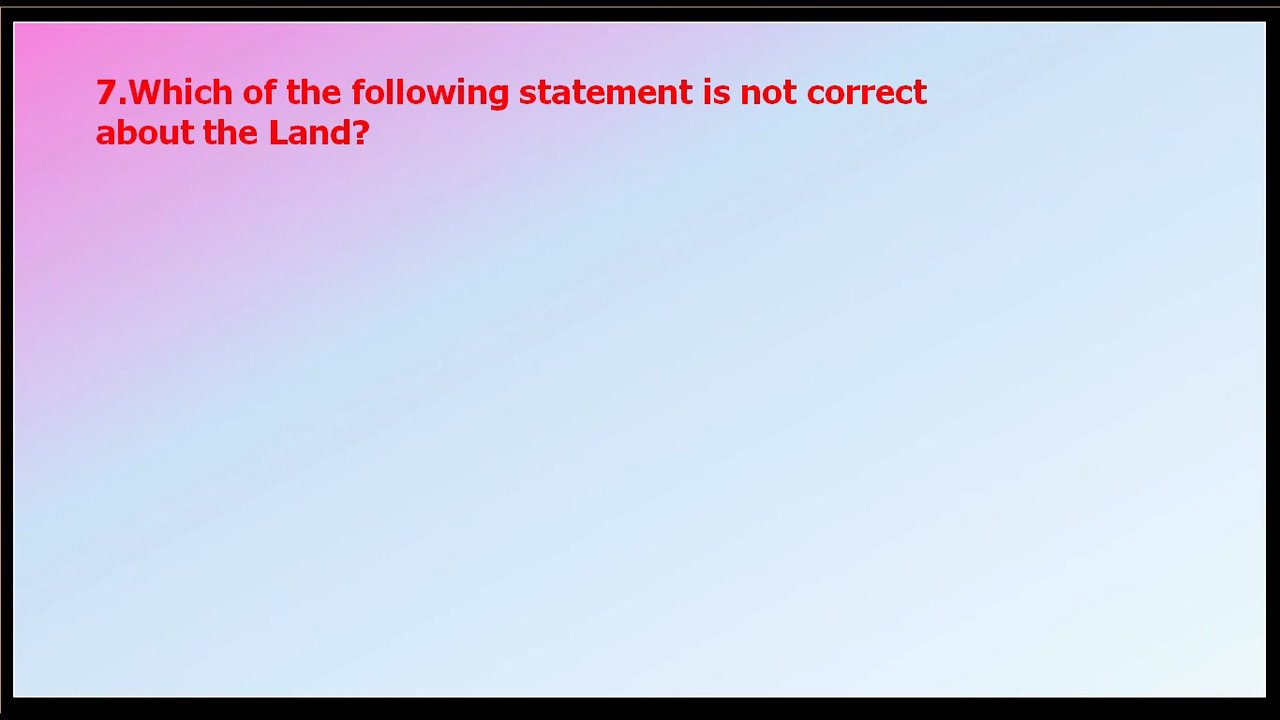 7.Which of the following statement is not correct
about the Land?